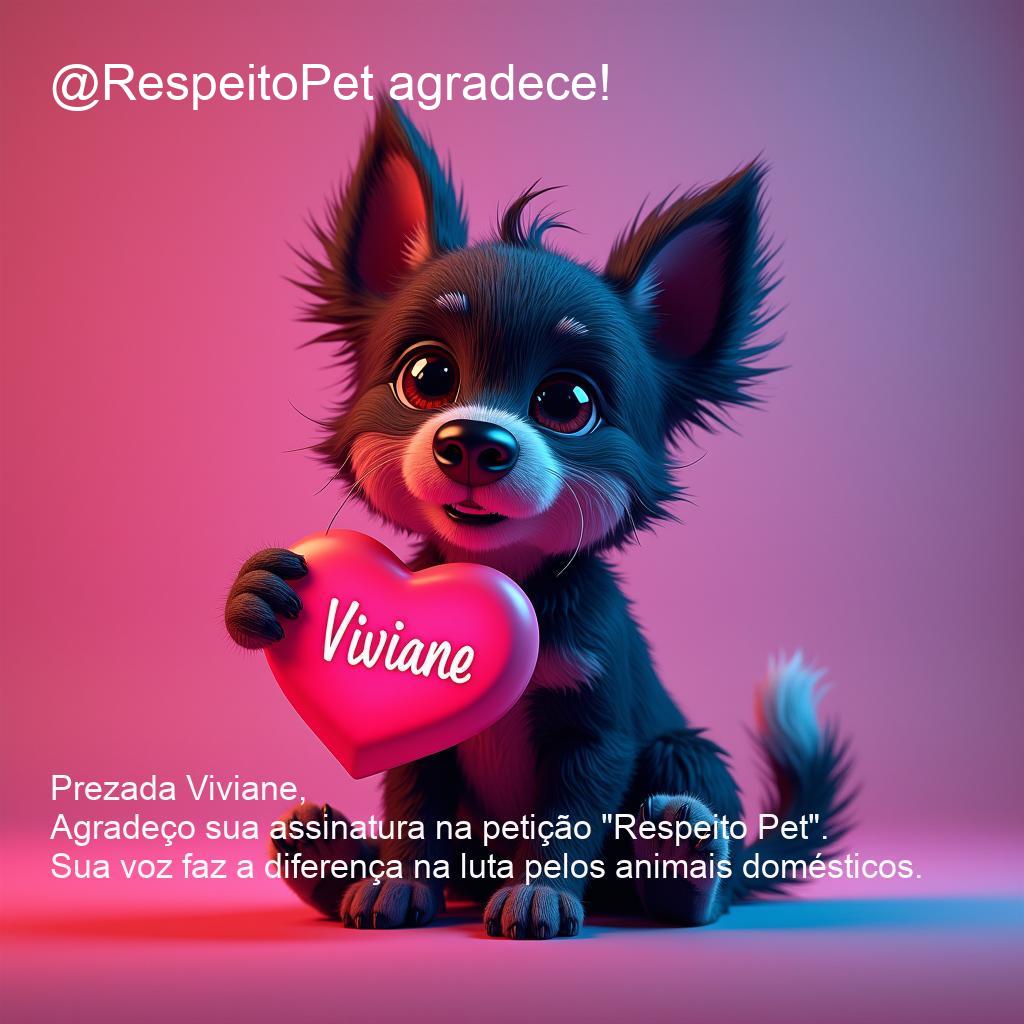 @RespeitoPet agradece!
Viviane
Prezada Viviane,
Agradeço sua assinatura na petição "Respeito Pet".
Sua voz faz a diferença na luta pelos animais domésticos.